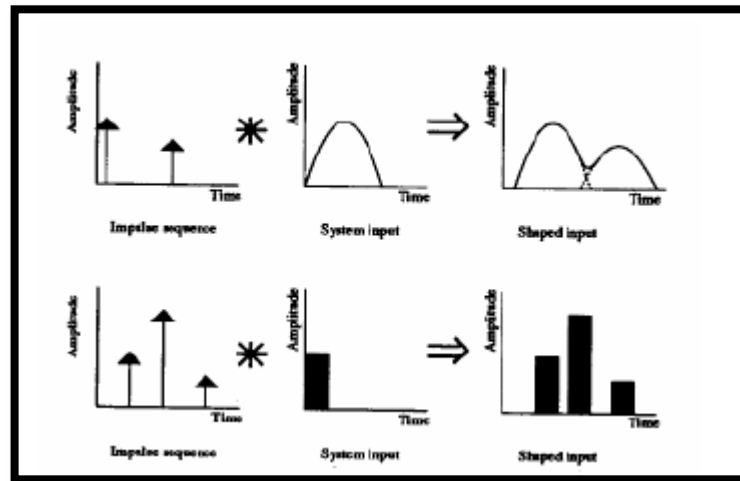 Amplitude
Amplitude
Amplitude
Time
Time
Time
Impulse sequence
System input
Shaped input
Amplitude
Amplitude
Amplitude
Time
Time
Time
Impulse sequence
System input
Shaped input